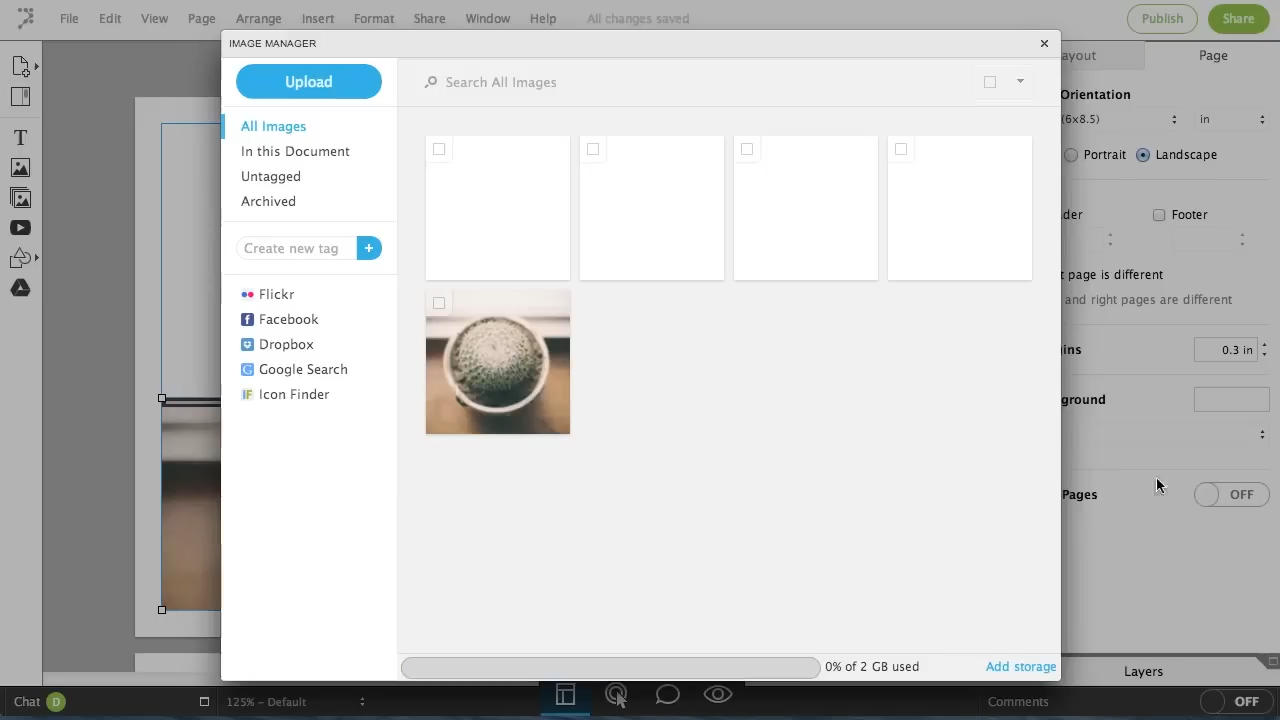 File Edit View Page Arrange Insert Format Share Window Help All changes saved Publish Share
IMAGE MANAGER
Upload
Search All Images
All Images
In this Document
Untagged
Archived
Create new tag +
Flickr
Facebook
Dropbox
Google Search
Icon Finder
0% of 2 GB used Add storage
ayout Page
Orientation
(6x8.5) in
Portrait Landscape
der Footer
t page is different
and right pages are different
ins 0.3 in
ground
Pages OFF
Layers
Chat D 125% – Default Comments OFF